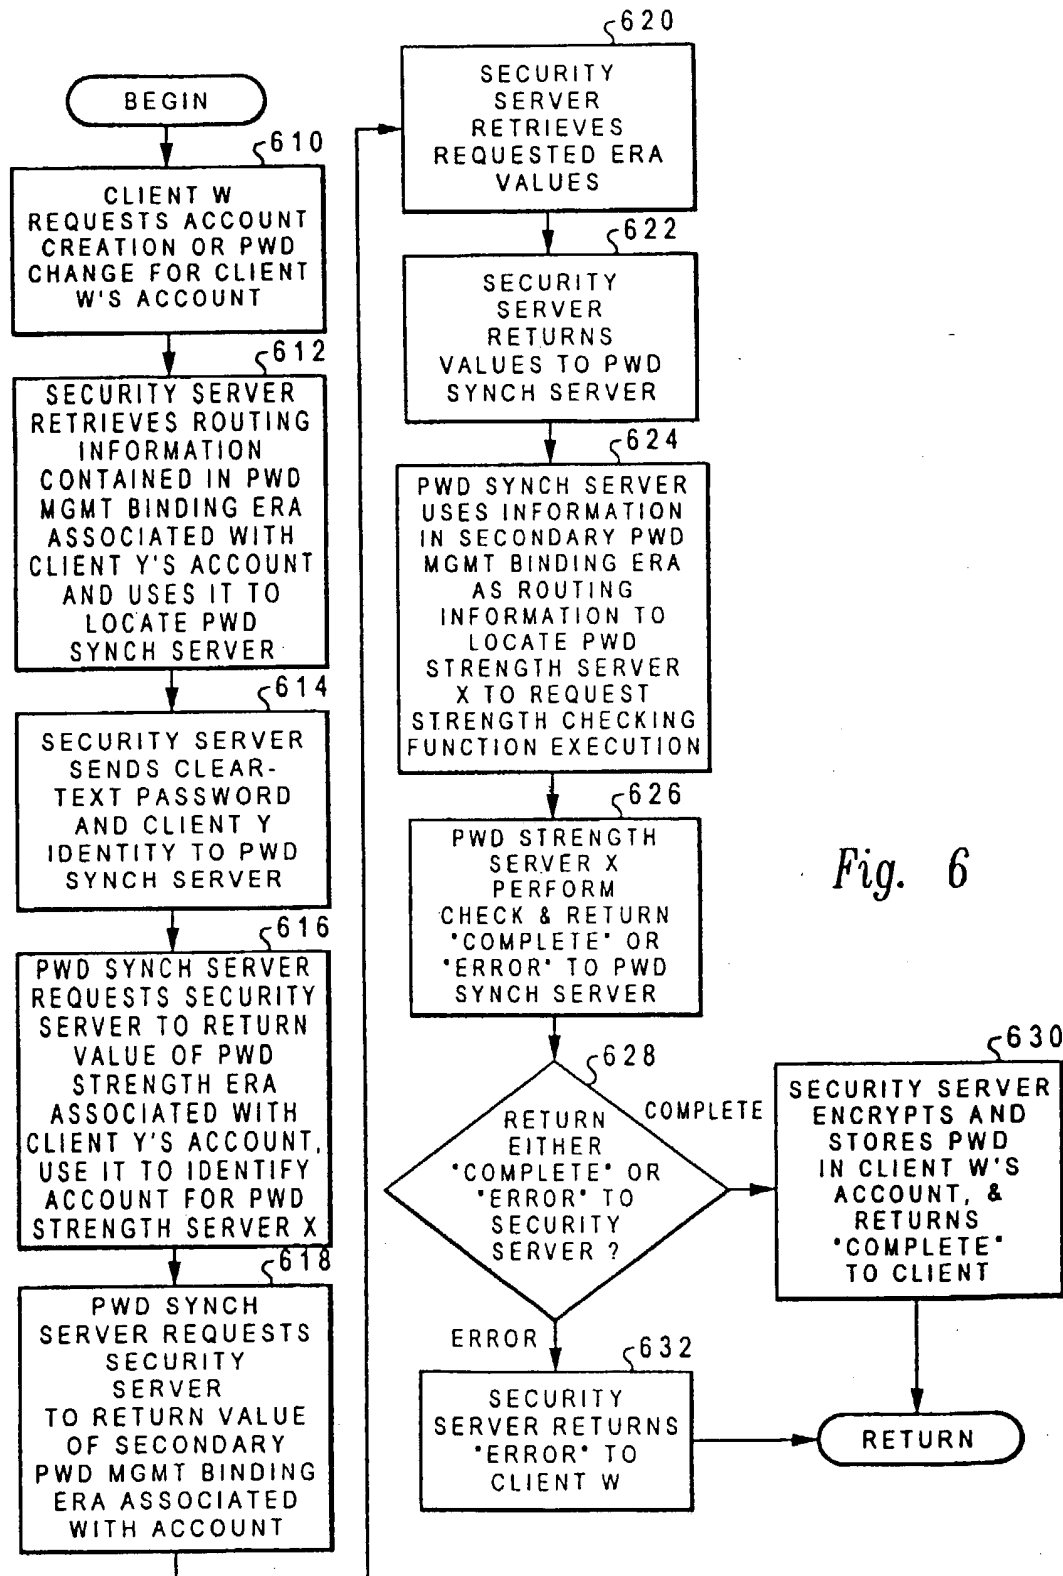 BEGIN
610
CLIENT W
REQUESTS ACCOUNT
CREATION OR PWD
CHANGE FOR CLIENT
W'S ACCOUNT
612
SECURITY SERVER
RETRIEVES ROUTING
INFORMATION
CONTAINED IN PWD
MGMT BINDING ERA
ASSOCIATED WITH
CLIENT Y'S ACCOUNT
AND USES IT TO
LOCATE PWD
SYNCH SERVER
614
SECURITY SERVER
SENDS CLEAR-
TEXT PASSWORD
AND CLIENT Y
IDENTITY TO PWD
SYNCH SERVER
616
PWD SYNCH SERVER
REQUESTS SECURITY
SERVER TO RETURN
VALUE OF PWD
STRENGTH ERA
ASSOCIATED WITH
CLIENT Y'S ACCOUNT,
USE IT TO IDENTIFY
ACCOUNT FOR PWD
STRENGTH SERVER X
618
PWD SYNCH
SERVER REQUESTS
SECURITY
SERVER
TO RETURN VALUE
OF SECONDARY
PWD MGMT BINDING
ERA ASSOCIATED
WITH ACCOUNT
620
SECURITY
SERVER
RETRIEVES
REQUESTED ERA
VALUES
622
SECURITY
SERVER
RETURNS
VALUES TO PWD
SYNCH SERVER
624
PWD SYNCH SERVER
USES INFORMATION
IN SECONDARY PWD
MGMT BINDING ERA
AS ROUTING
INFORMATION TO
LOCATE PWD
STRENGTH SERVER
X TO REQUEST
STRENGTH CHECKING
FUNCTION EXECUTION
626
PWD STRENGTH
SERVER X
PERFORM
CHECK & RETURN
"COMPLETE" OR
"ERROR" TO PWD
SYNCH SERVER
628
RETURN
EITHER
"COMPLETE" OR
"ERROR" TO
SECURITY
SERVER ?
COMPLETE
630
SECURITY SERVER
ENCRYPTS AND
STORES PWD
IN CLIENT W'S
ACCOUNT, &
RETURNS
"COMPLETE"
TO CLIENT
ERROR
632
SECURITY
SERVER RETURNS
"ERROR" TO
CLIENT W
RETURN
Fig. 6